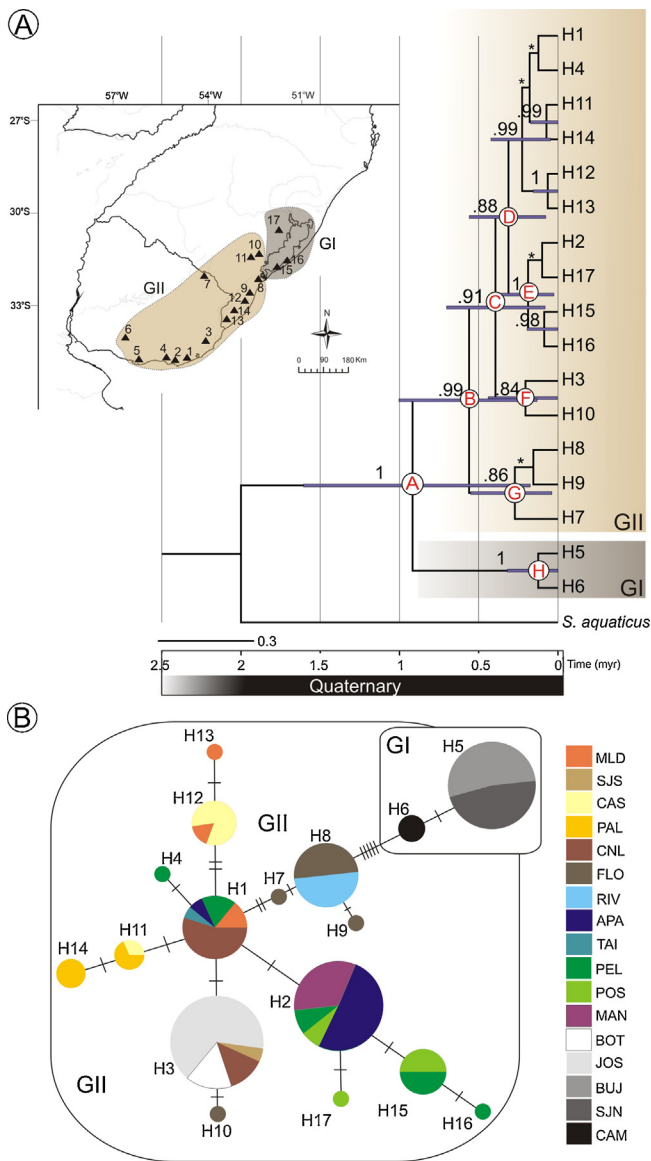 A
57°W
54°W
51°W
27°S
30°S
33°S
GI
GII
17
10
11
16
15
7
8
9
12
14
13
6
3
5
4
2
1
N
0
90
180 Km
H1
H4
H11
H14
H12
H13
H2
H17
H15
H16
H3
H10
H8
H9
H7
GII
H5
H6
GI
S. aquaticus
*
*
.99
.99
1
.88
D
*
1
E
C
.98
.91
.84
F
.99
B
*
.86
G
1
A
1
H
0.3
2.5
2
1.5
1
0.5
0
Time (myr)
Quaternary
B
H13
H12
GII
GI
H5
H6
H8
H4
H1
H7
H9
H11
H14
H2
H3
GII
H10
H17
H15
H16
MLD
SJS
CAS
PAL
CNL
FLO
RIV
APA
TAI
PEL
POS
MAN
BOT
JOS
BUJ
SJN
CAM